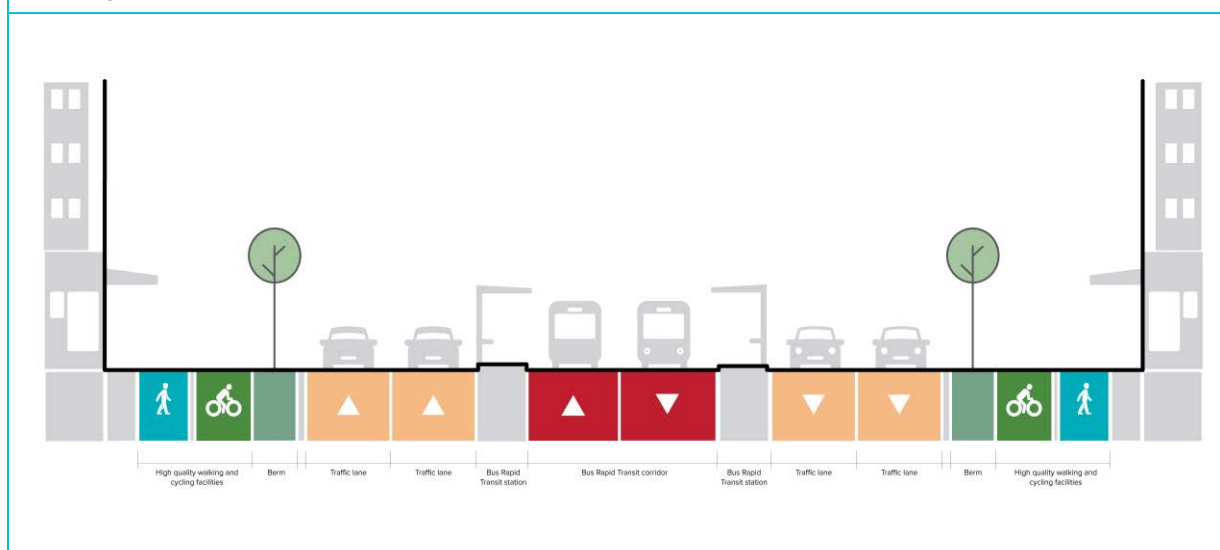 High quality walking and
cycling facilities
Berm
Traffic lane
Traffic lane
Bus Rapid
Transit station
Bus Rapid Transit corridor
Bus Rapid
Transit station
Traffic lane
Traffic lane
Berm
High quality walking and
cycling facilities